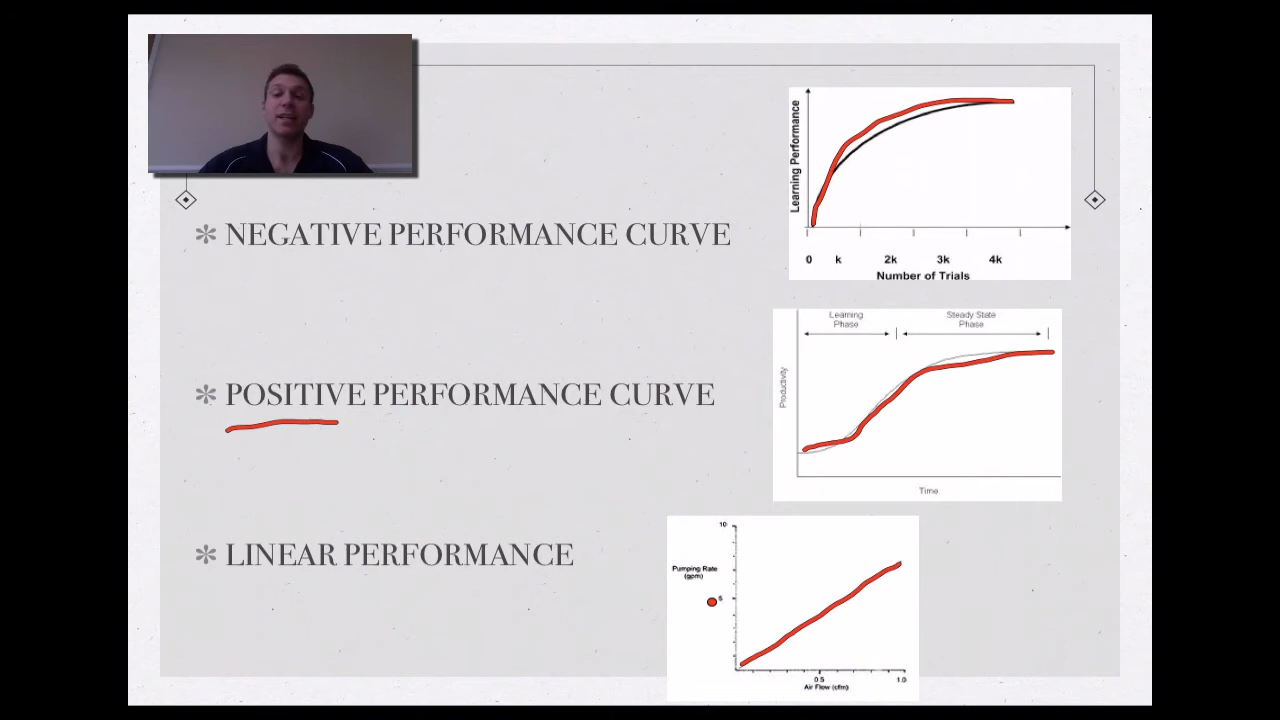 NEGATIVE PERFORMANCE CURVE
Learning Performance
0 k 2k 3k 4k
Number of Trials
POSITIVE PERFORMANCE CURVE
Learning
Phase
Steady State
Phase
Productivity
Time
LINEAR PERFORMANCE
10
Pumping Rate
(gpm)
5
0.5 1.0
Air Flow (cfm)